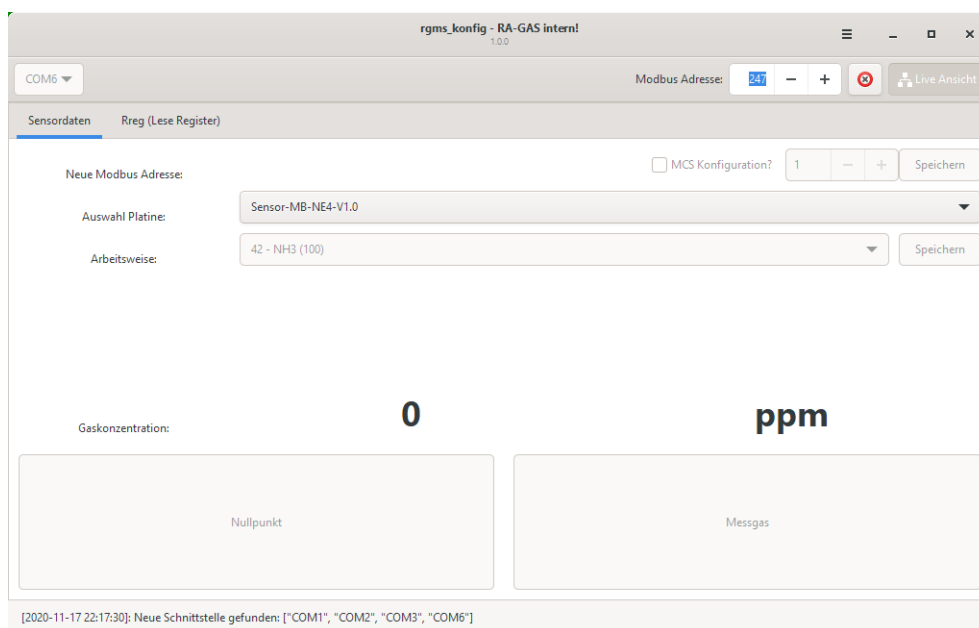 rgms_konfig - RA-GAS intern!
1.0.0
COM6
Modbus Adresse: 247
Live Ansicht
Sensordaten Rreg (Lese Register)
Neue Modbus Adresse: MCS Konfiguration? 1 Speichern
Auswahl Platine: Sensor-MB-NE4-V1.0
Arbeitsweise: 42 - NH3 (100) Speichern
Gaskonzentration: 0 ppm
Nullpunkt Messgas
[2020-11-17 22:17:30]: Neue Schnittstelle gefunden: ["COM1", "COM2", "COM3", "COM6"]